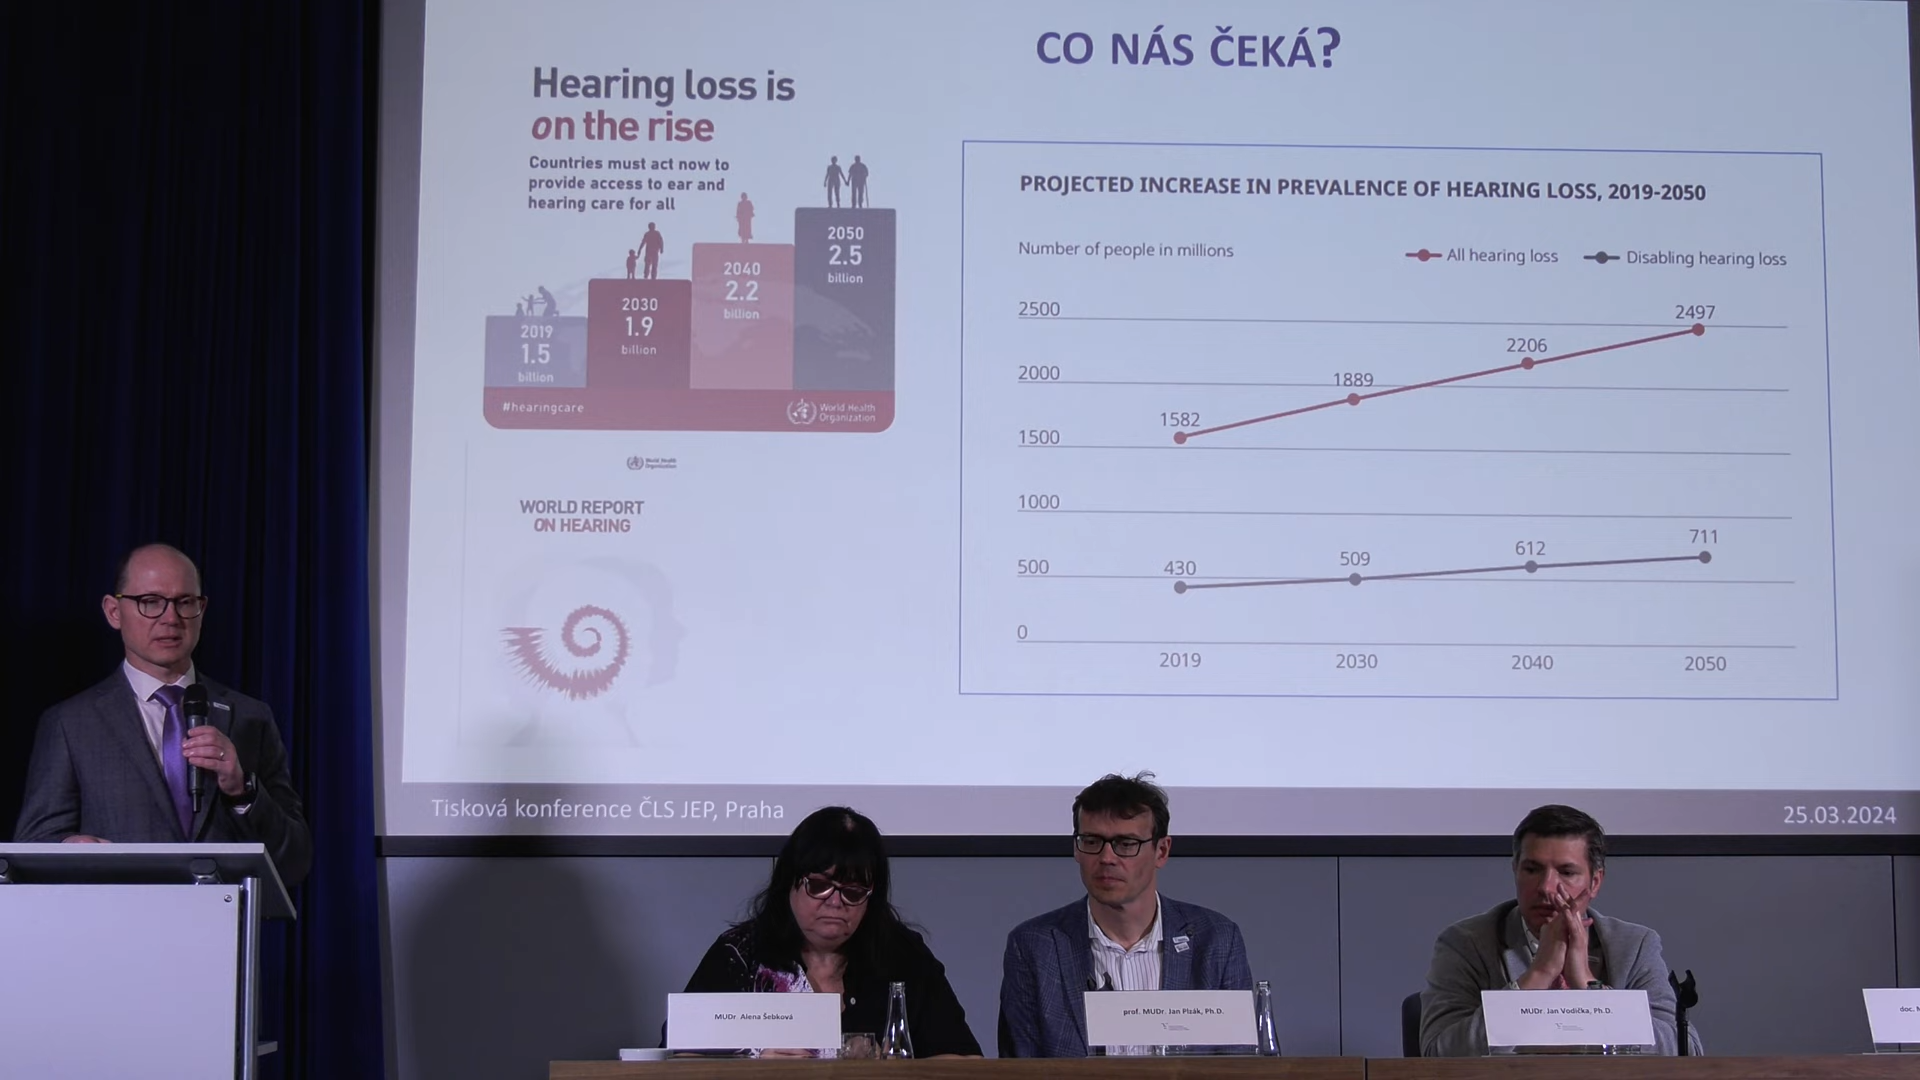 CO NÁS ČEKÁ?
Hearing loss is
on the rise
Countries must act now to
provide access to ear and
hearing care for all
2019
1.5
billion
2030
1.9
billion
2040
2.2
billion
2050
2.5
billion
#hearingcare
World Health
Organization
World Health
Organization
WORLD REPORT
ON HEARING
PROJECTED INCREASE IN PREVALENCE OF HEARING LOSS, 2019-2050
Number of people in millions
All hearing loss
Disabling hearing loss
2500
2000
1500
1000
500
0
1582
1889
2206
2497
430
509
612
711
2019
2030
2040
2050
Tisková konference ČLS JEP, Praha
25.03.2024
MUDr. Alena Šebková
prof. MUDr. Jan Plzák, Ph.D.
MUDr. Jan Vodička, Ph.D.
doc.